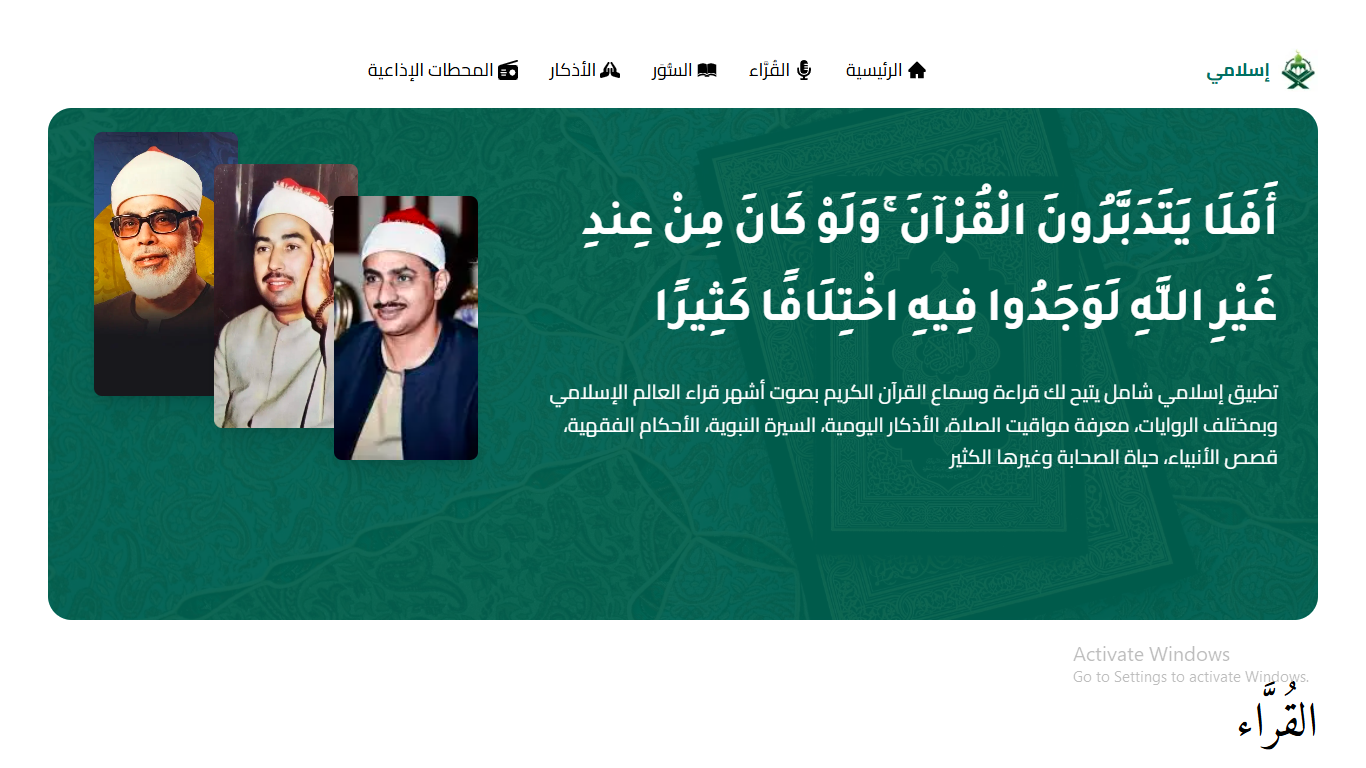 إسلامي
الرئيسية
القُرَّاء
السُّوَر
الأذكار
المحطات الإذاعية
أَفَلَا يَتَدَبَّرُونَ الْقُرْآنَ ۚ وَلَوْ كَانَ مِنْ عِندِ
غَيْرِ اللَّهِ لَوَجَدُوا فِيهِ اخْتِلَافًا كَثِيرًا
تطبيق إسلامي شامل يتيح لك قراءة وسماع القرآن الكريم بصوت أشهر قراء العالم الإسلامي
وبمختلف الروايات، معرفة مواقيت الصلاة، الأذكار اليومية، السيرة النبوية، الأحكام الفقهية،
قصص الأنبياء، حياة الصحابة وغيرها الكثير
Activate Windows
Go to Settings to activate Windows.
القُرَّاء